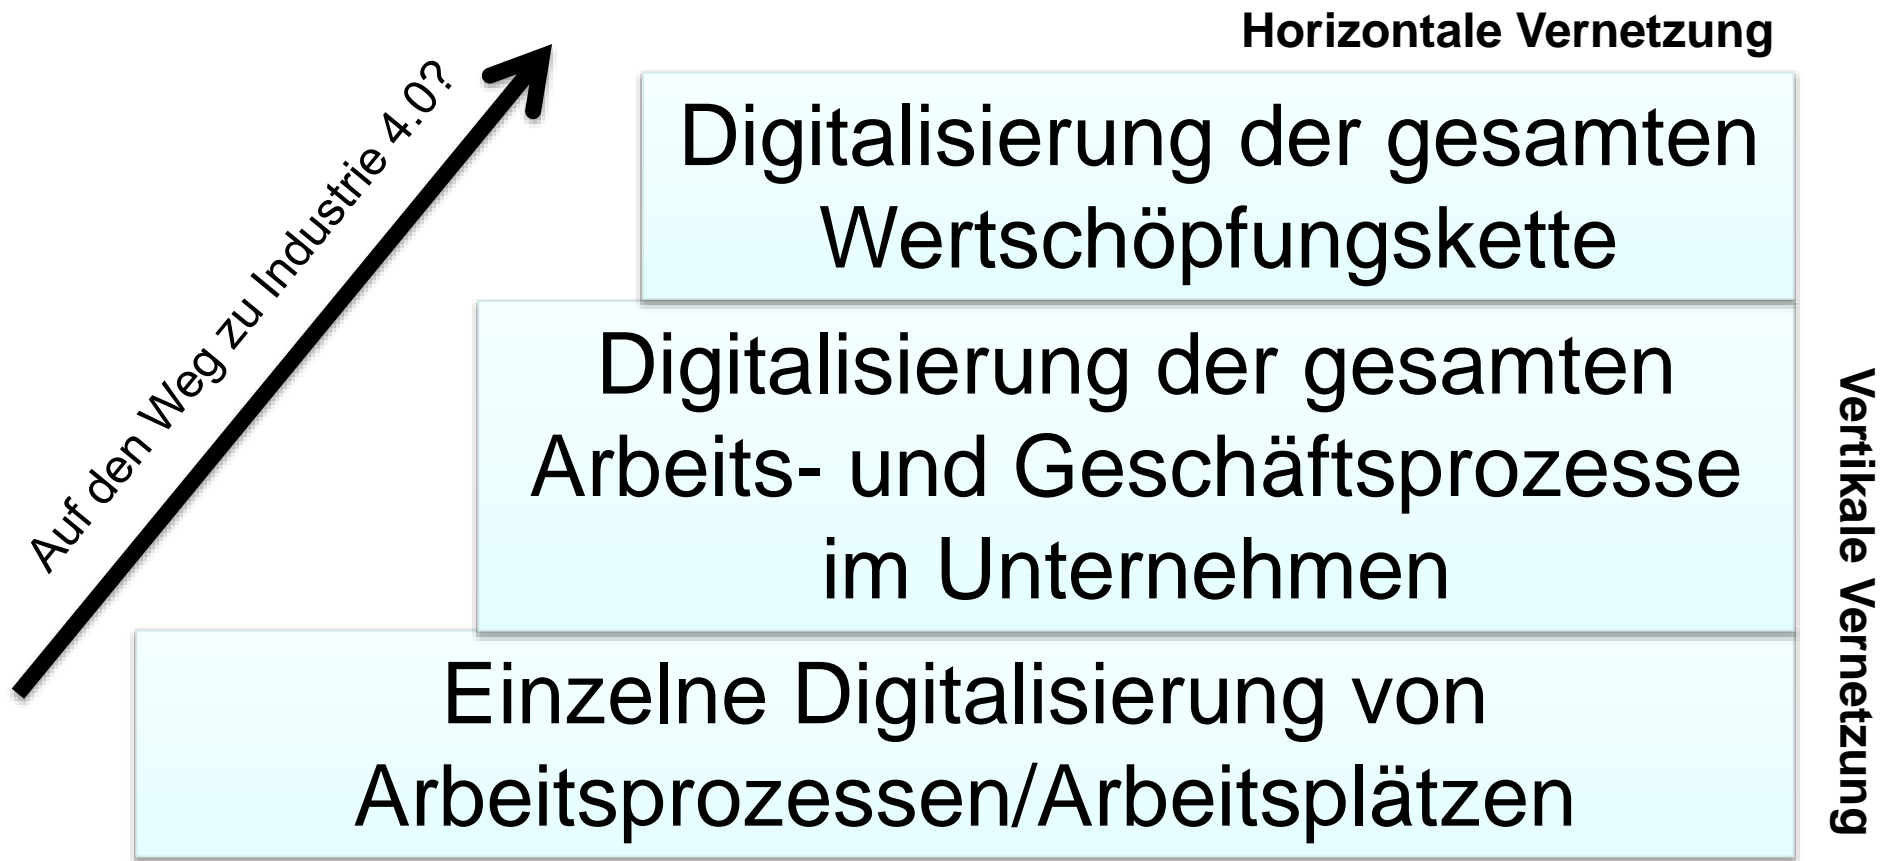 Horizontale Vernetzung
Auf den Weg zu Industrie 4.0?
Digitalisierung der gesamten
Wertschöpfungskette
Digitalisierung der gesamten
Arbeits- und Geschäftsprozesse
im Unternehmen
Vertikale Vernetzung
Einzelne Digitalisierung von
Arbeitsprozessen/Arbeitsplätzen